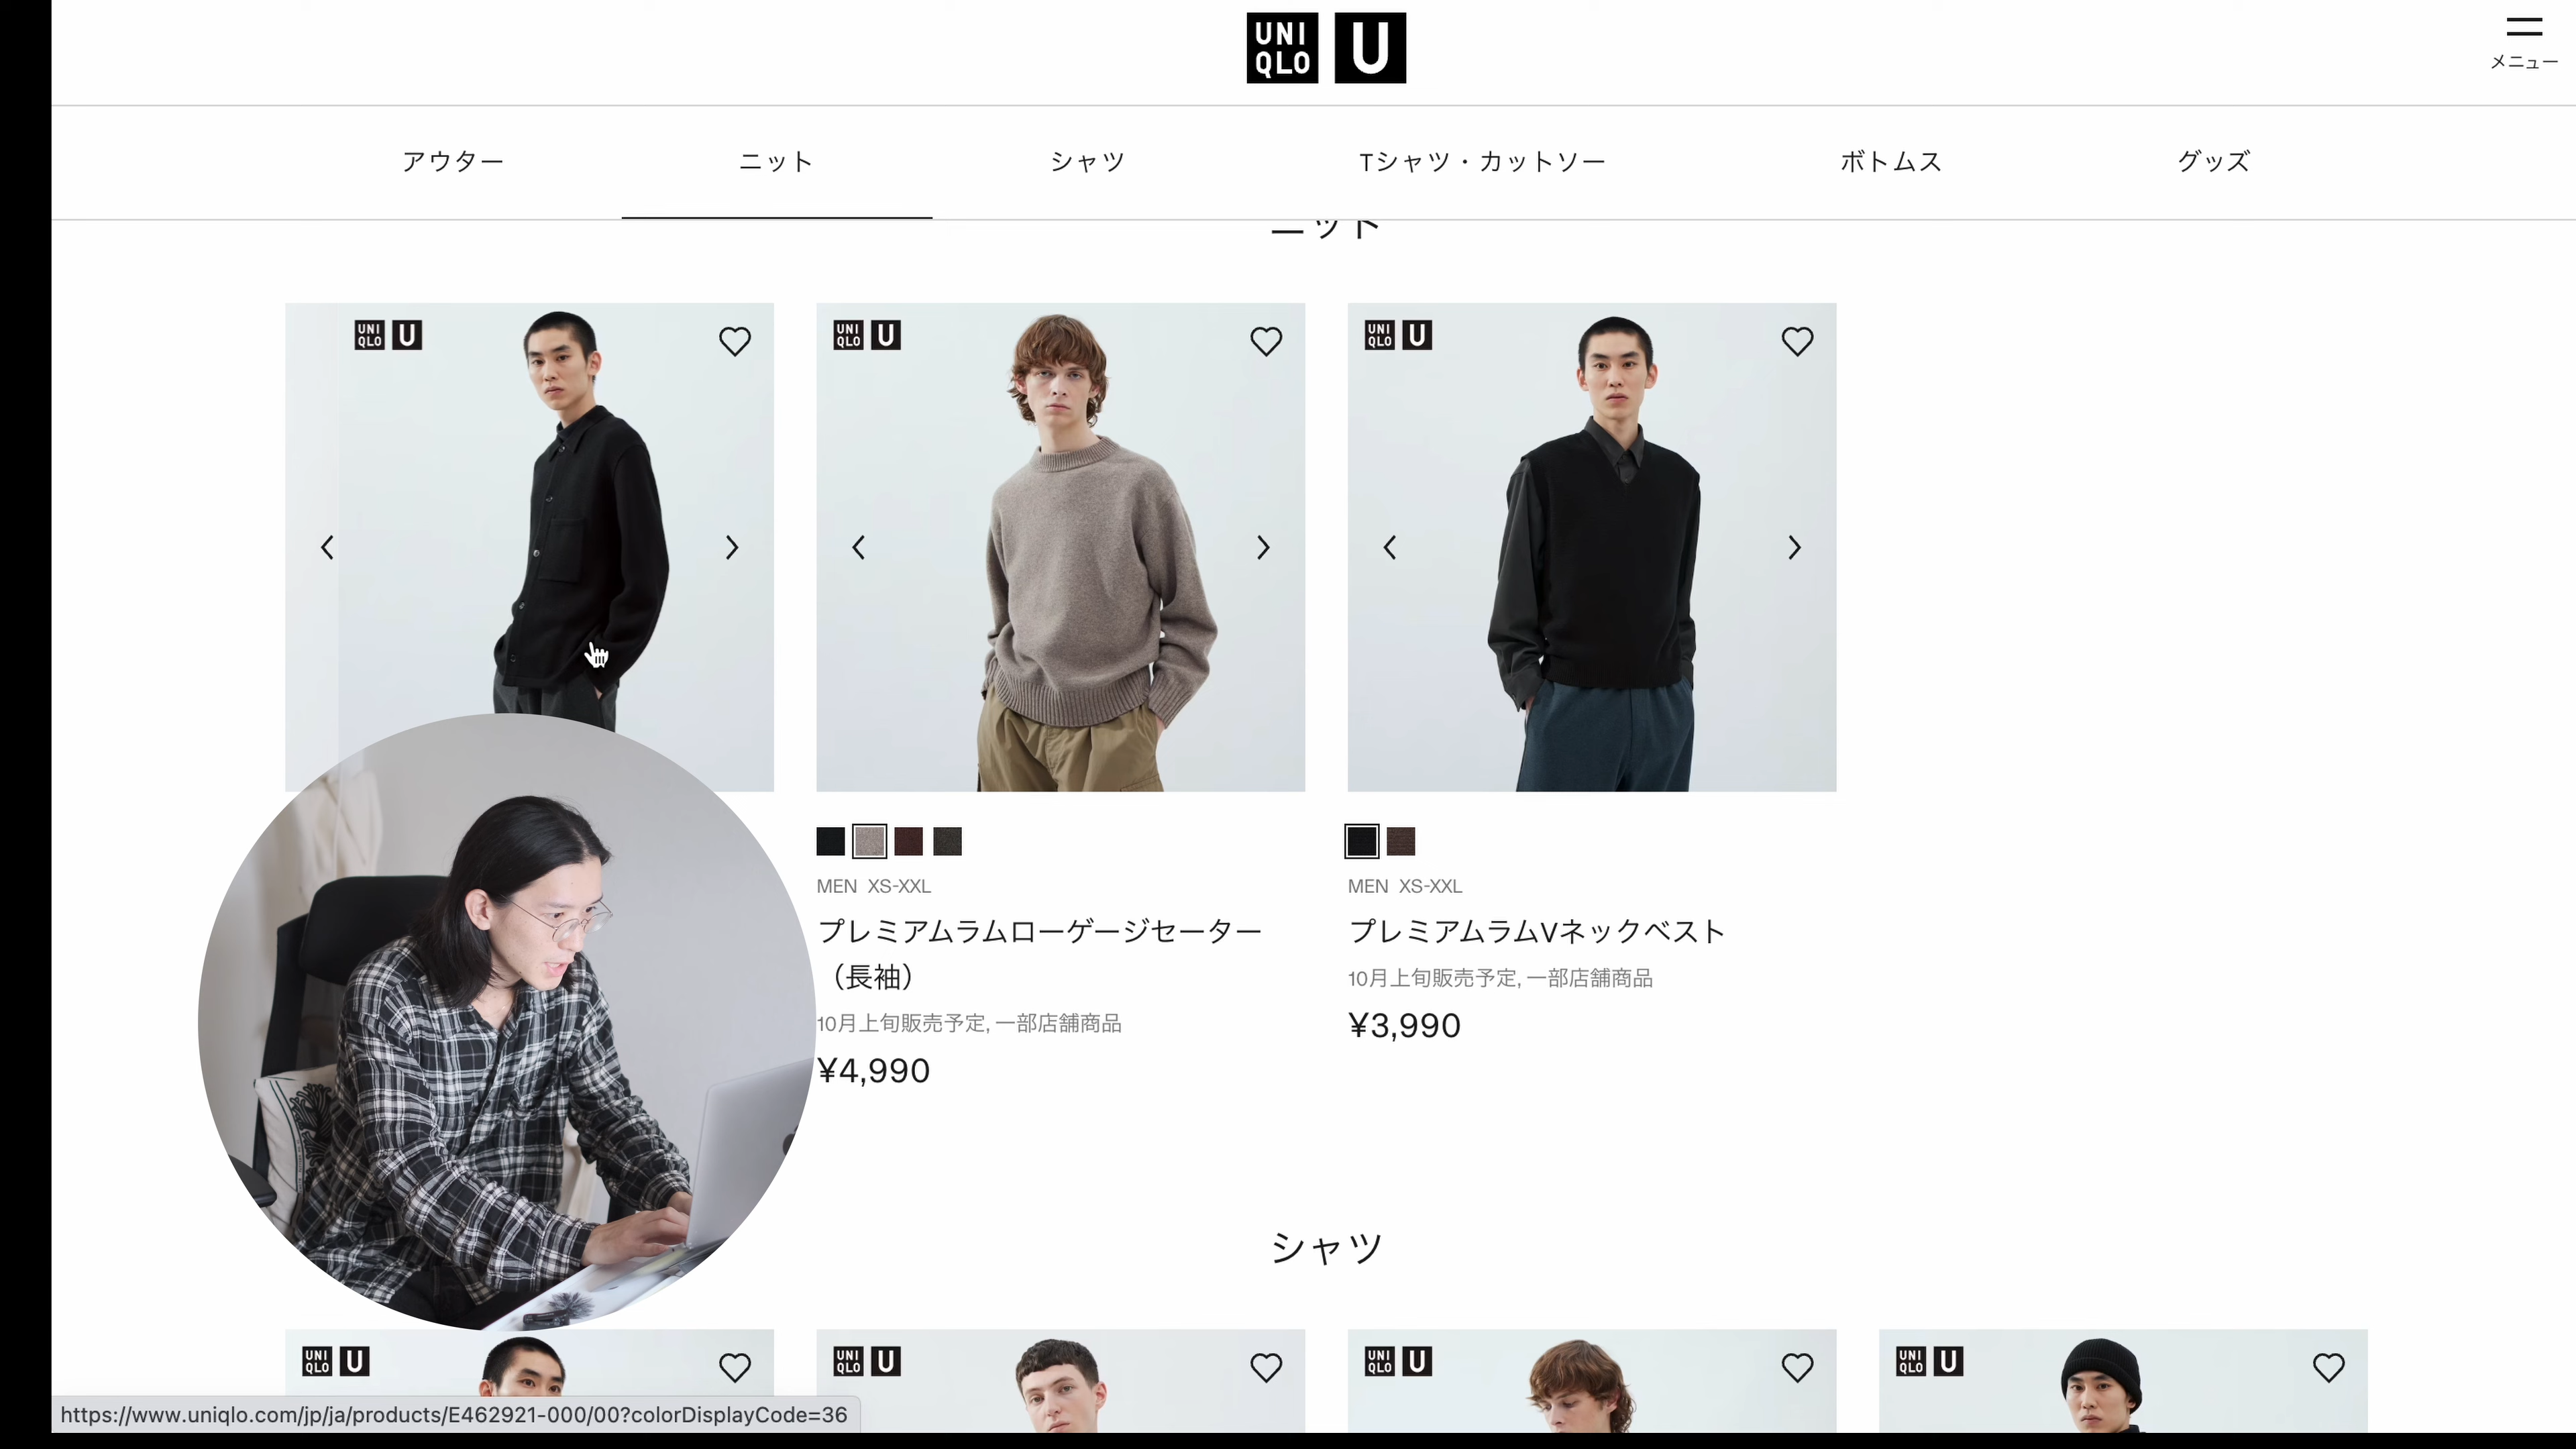 UNI
QLO
U
メニュー
アウター
ニット
シャツ
Tシャツ・カットソー
ボトムス
グッズ
ニット
UNI
QLO
U
UNI
QLO
U
UNI
QLO
U
MEN XS-XXL
プレミアムラムローゲージセーター
（長袖）
10月上旬販売予定, 一部店舗商品
¥4,990
MEN XS-XXL
プレミアムラムVネックベスト
10月上旬販売予定, 一部店舗商品
¥3,990
シャツ
UNI
QLO
U
UNI
QLO
U
UNI
QLO
U
UNI
QLO
U
https://www.uniqlo.com/jp/ja/products/E462921-000/00?colorDisplayCode=36